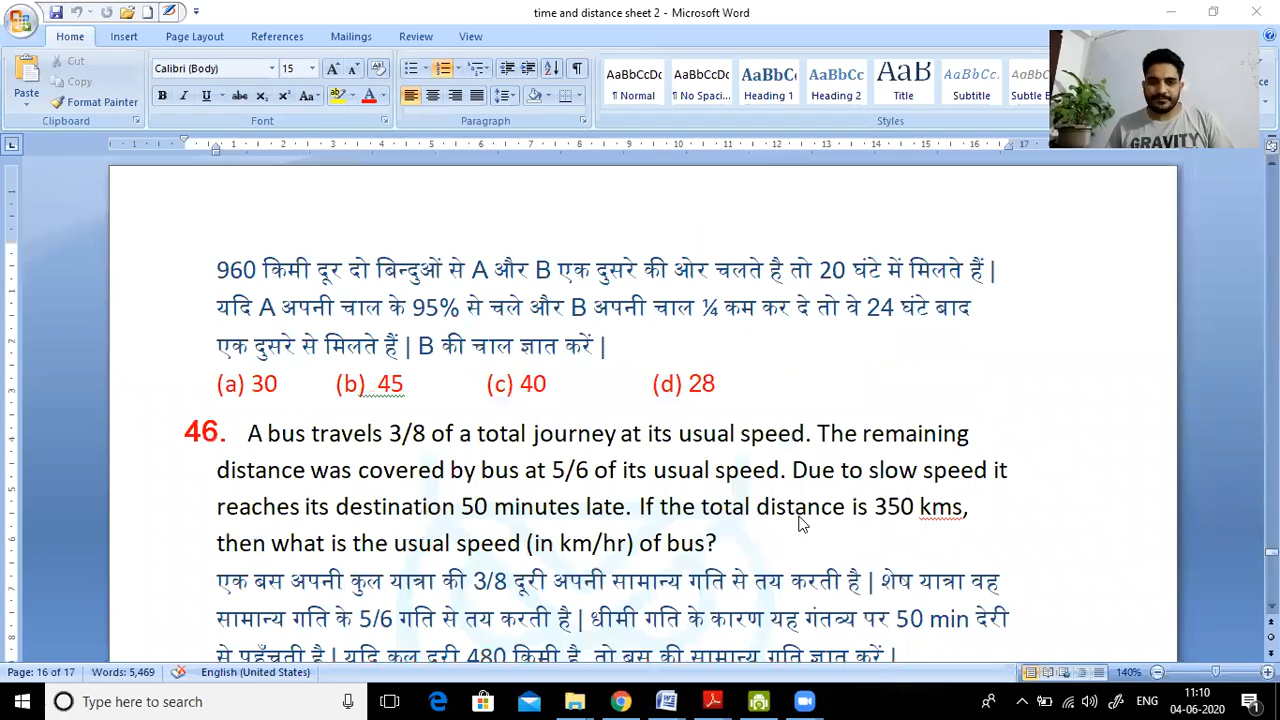 time and distance sheet 2 - Microsoft Word
Home Insert Page Layout References Mailings Review View
Paste Cut Copy Format Painter
Calibri (Body) 15
AaBbCcDc AaBbCcDc AaBbCc AaBbCc AaB AaBbCcL AaBbCcL
¶ Normal ¶ No Spaci... Heading 1 Heading 2 Title Subtitle Subtle E
Clipboard Font Paragraph Styles
GRAVITY
960 किमी दूर दो बिन्दुओं से A और B एक दुसरे की ओर चलते है तो 20 घंटे में मिलते हैं |
यदि A अपनी चाल के 95% से चले और B अपनी चाल ¼ कम कर दे तो वे 24 घंटे बाद
एक दुसरे से मिलते हैं | B की चाल ज्ञात करें |
(a) 30 (b) 45 (c) 40 (d) 28
46. A bus travels 3/8 of a total journey at its usual speed. The remaining
distance was covered by bus at 5/6 of its usual speed. Due to slow speed it
reaches its destination 50 minutes late. If the total distance is 350 kms,
then what is the usual speed (in km/hr) of bus?
एक बस अपनी कुल यात्रा की 3/8 दूरी अपनी सामान्य गति से तय करती है | शेष यात्रा वह
सामान्य गति के 5/6 गति से तय करती है | धीमी गति के कारण यह गंतव्य पर 50 min देरी
से पहुँचती है | यदि कुल दूरी 480 किमी है, तो बस की सामान्य गति ज्ञात करें |
Page: 16 of 17 Words: 5,469 English (United States) 140%
Type here to search ENG 11:10
04-06-2020